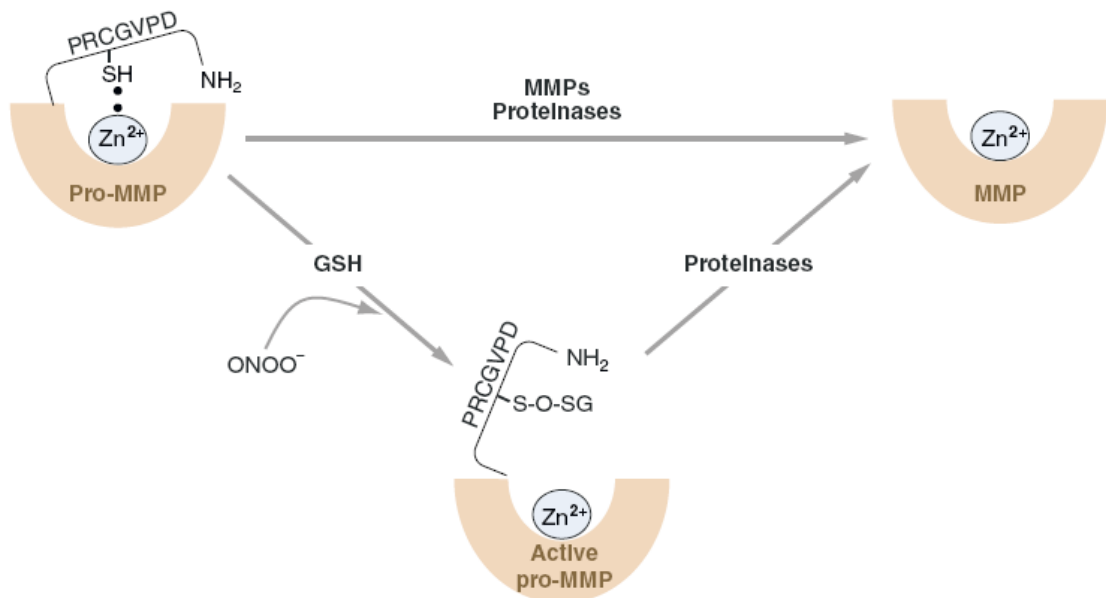 PRCGVPD
SH
NH₂
Zn²⁺
Pro-MMP
MMPs
Proteinases
Zn²⁺
MMP
GSH
Proteinases
ONOO⁻
PRCGVPD
NH₂
S-O-SG
Zn²⁺
Active
pro-MMP